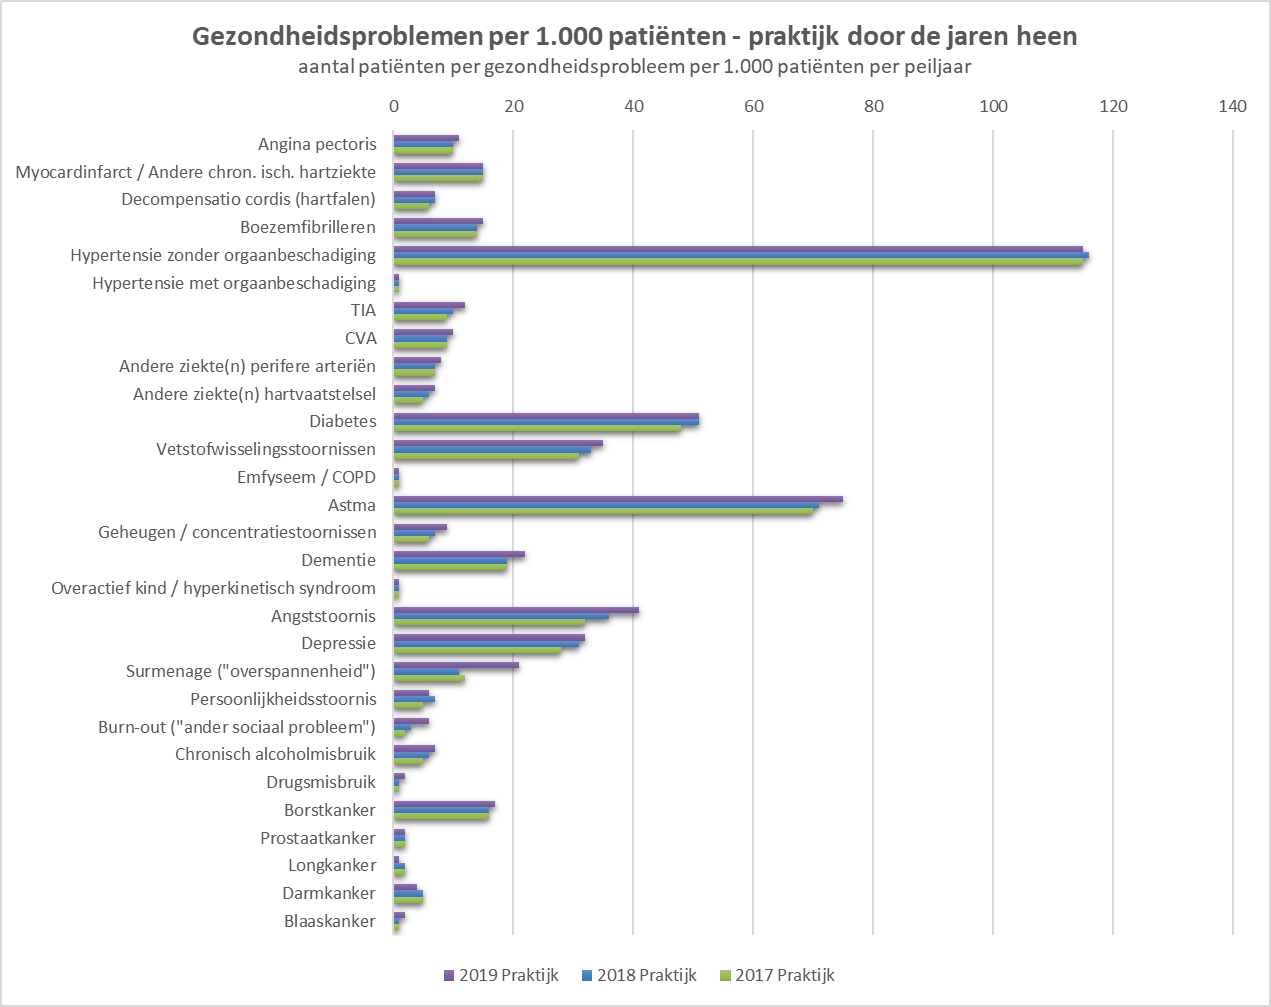 Gezondheidsproblemen per 1.000 patiënten - praktijk door de jaren heen
aantal patiënten per gezondheidsprobleem per 1.000 patiënten per peiljaar
0 20 40 60 80 100 120 140
Angina pectoris
Myocardinfarct / Andere chron. isch. hartziekte
Decompensatio cordis (hartfalen)
Boezemfibrilleren
Hypertensie zonder orgaanbeschadiging
Hypertensie met orgaanbeschadiging
TIA
CVA
Andere ziekte(n) perifere arteriën
Andere ziekte(n) hartvaatstelsel
Diabetes
Vetstofwisselingsstoornissen
Emfyseem / COPD
Astma
Geheugen / concentratiestoornissen
Dementie
Overactief kind / hyperkinetisch syndroom
Angststoornis
Depressie
Surmenage ("overspannenheid")
Persoonlijkheidsstoornis
Burn-out ("ander sociaal probleem")
Chronisch alcoholmisbruik
Drugsmisbruik
Borstkanker
Prostaatkanker
Longkanker
Darmkanker
Blaaskanker
2019 Praktijk 2018 Praktijk 2017 Praktijk